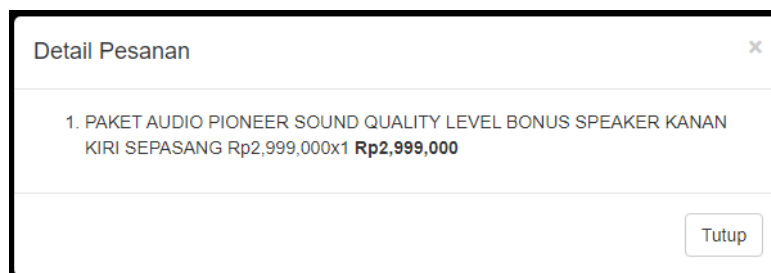 Detail Pesanan
×
1. PAKET AUDIO PIONEER SOUND QUALITY LEVEL BONUS SPEAKER KANAN
KIRI SEPASANG Rp2,999,000x1 Rp2,999,000
Tutup